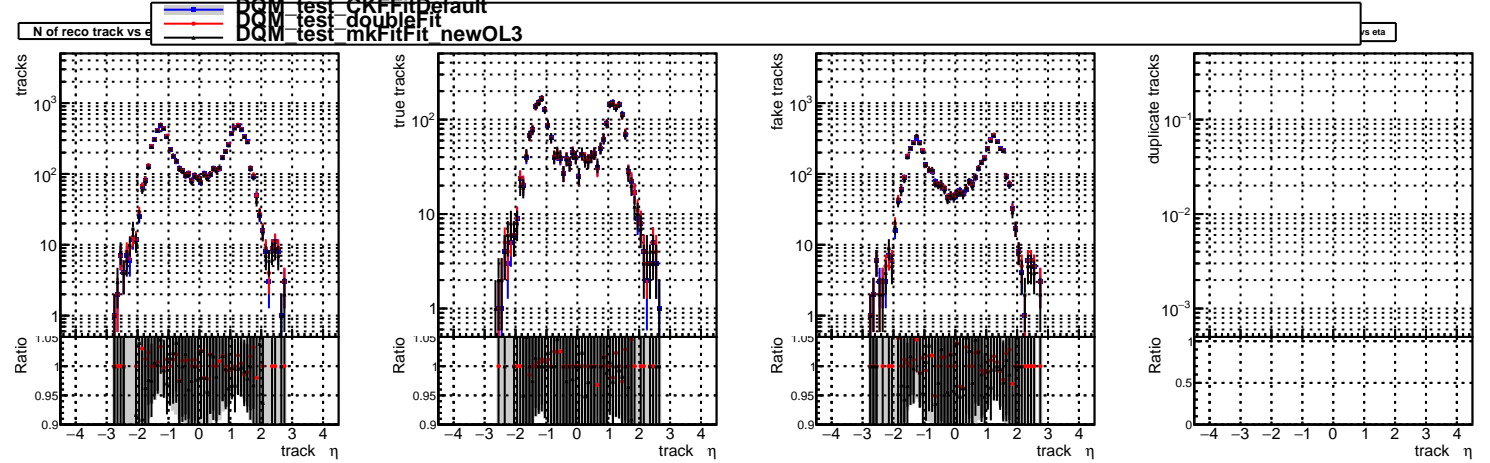 DQM_test_CKFFitDefault
DQM_test_doubleFit
DQM_test_mkFitFit_newOL3
N of reco track vs e
vs eta
tracks
10³
10²
10
1
1.05
1
0.95
0.9
Ratio
−4 −3 −2 −1 0 1 2 3 4
track η
true tracks
10²
10
1
1.05
1
0.95
0.9
Ratio
−4 −3 −2 −1 0 1 2 3 4
track η
fake tracks
10³
10²
10
1
1.05
1
0.95
0.9
Ratio
−4 −3 −2 −1 0 1 2 3 4
track η
duplicate tracks
10⁻¹
10⁻²
10⁻³
1
0.5
0
Ratio
−4 −3 −2 −1 0 1 2 3 4
track η